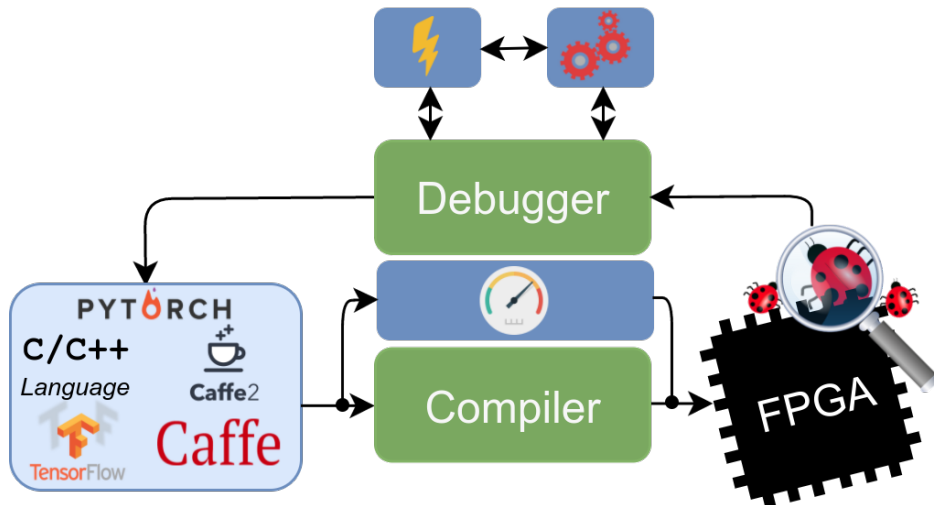 Debugger
PYTORCH
C/C++
Language
Caffe2
TensorFlow
Caffe
Compiler
FPGA